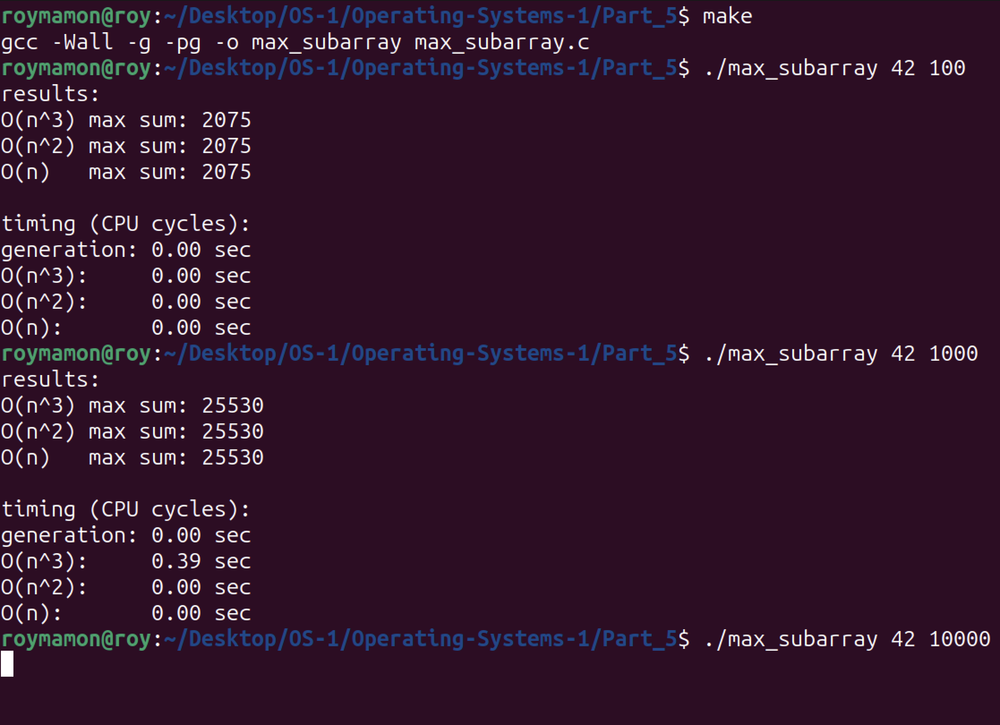 roymamon@roy:~/Desktop/OS-1/Operating-Systems-1/Part_5$ make
gcc -Wall -g -pg -o max_subarray max_subarray.c
roymamon@roy:~/Desktop/OS-1/Operating-Systems-1/Part_5$ ./max_subarray 42 100
results:
O(n^3) max sum: 2075
O(n^2) max sum: 2075
O(n)   max sum: 2075

timing (CPU cycles):
generation: 0.00 sec
O(n^3):     0.00 sec
O(n^2):     0.00 sec
O(n):       0.00 sec
roymamon@roy:~/Desktop/OS-1/Operating-Systems-1/Part_5$ ./max_subarray 42 1000
results:
O(n^3) max sum: 25530
O(n^2) max sum: 25530
O(n)   max sum: 25530

timing (CPU cycles):
generation: 0.00 sec
O(n^3):     0.39 sec
O(n^2):     0.00 sec
O(n):       0.00 sec
roymamon@roy:~/Desktop/OS-1/Operating-Systems-1/Part_5$ ./max_subarray 42 10000